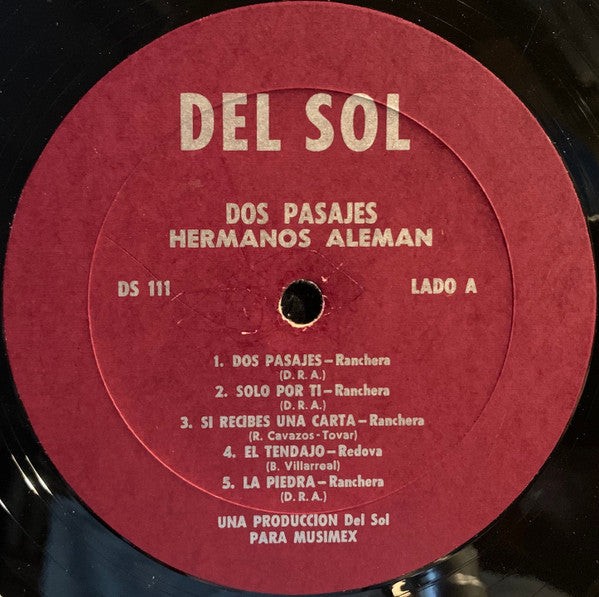 DEL SOL
DOS PASAJES
HERMANOS ALEMAN
DS 111 LADO A
1. DOS PASAJES—Ranchera
(D.R.A.)
2. SOLO POR TI—Ranchera
(D.R.A.)
3. SI RECIBES UNA CARTA—Ranchera
(R. Cavazos-Tovar)
4. EL TENDAJO—Redova
(B. Villarreal)
5. LA PIEDRA—Ranchera
(D.R.A.)
UNA PRODUCCION Del Sol
PARA MUSIMEX